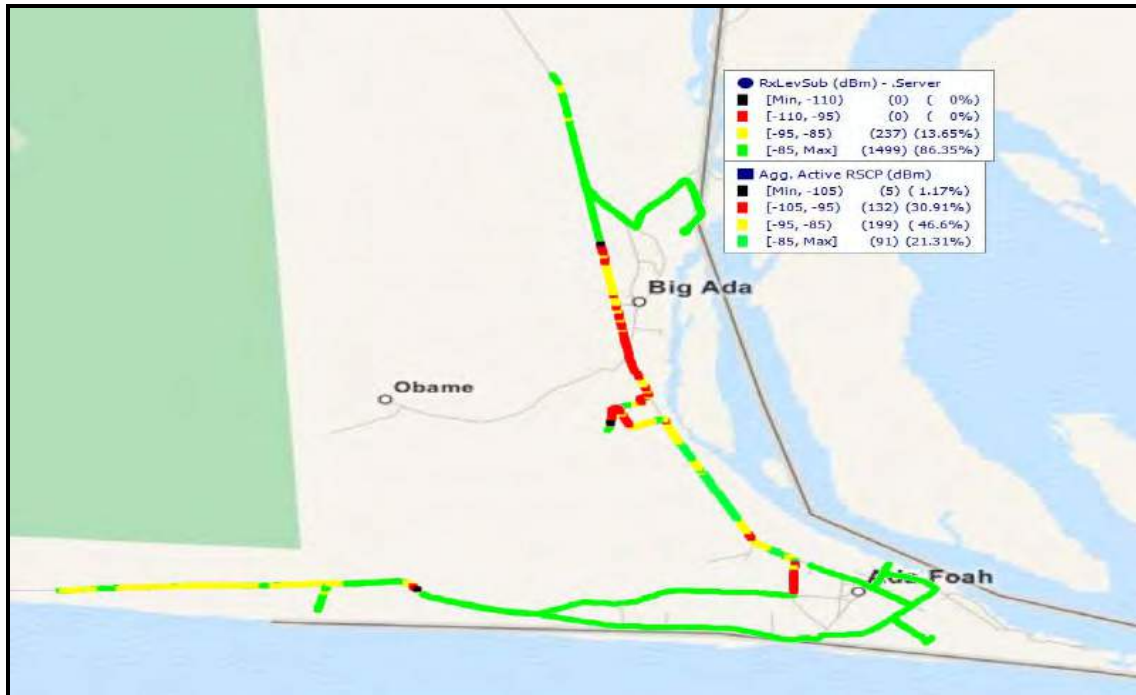 RxLevSub (dBm) - .Server
[Min, -110) (0) ( 0%)
[-110, -95) (0) ( 0%)
[-95, -85) (237) (13.65%)
[-85, Max] (1499) (86.35%)
Agg. Active RSCP (dBm)
[Min, -105) (5) ( 1.17%)
[-105, -95) (132) (30.91%)
[-95, -85) (199) ( 46.6%)
[-85, Max] (91) (21.31%)
Big Ada
Obame
Ada Foah